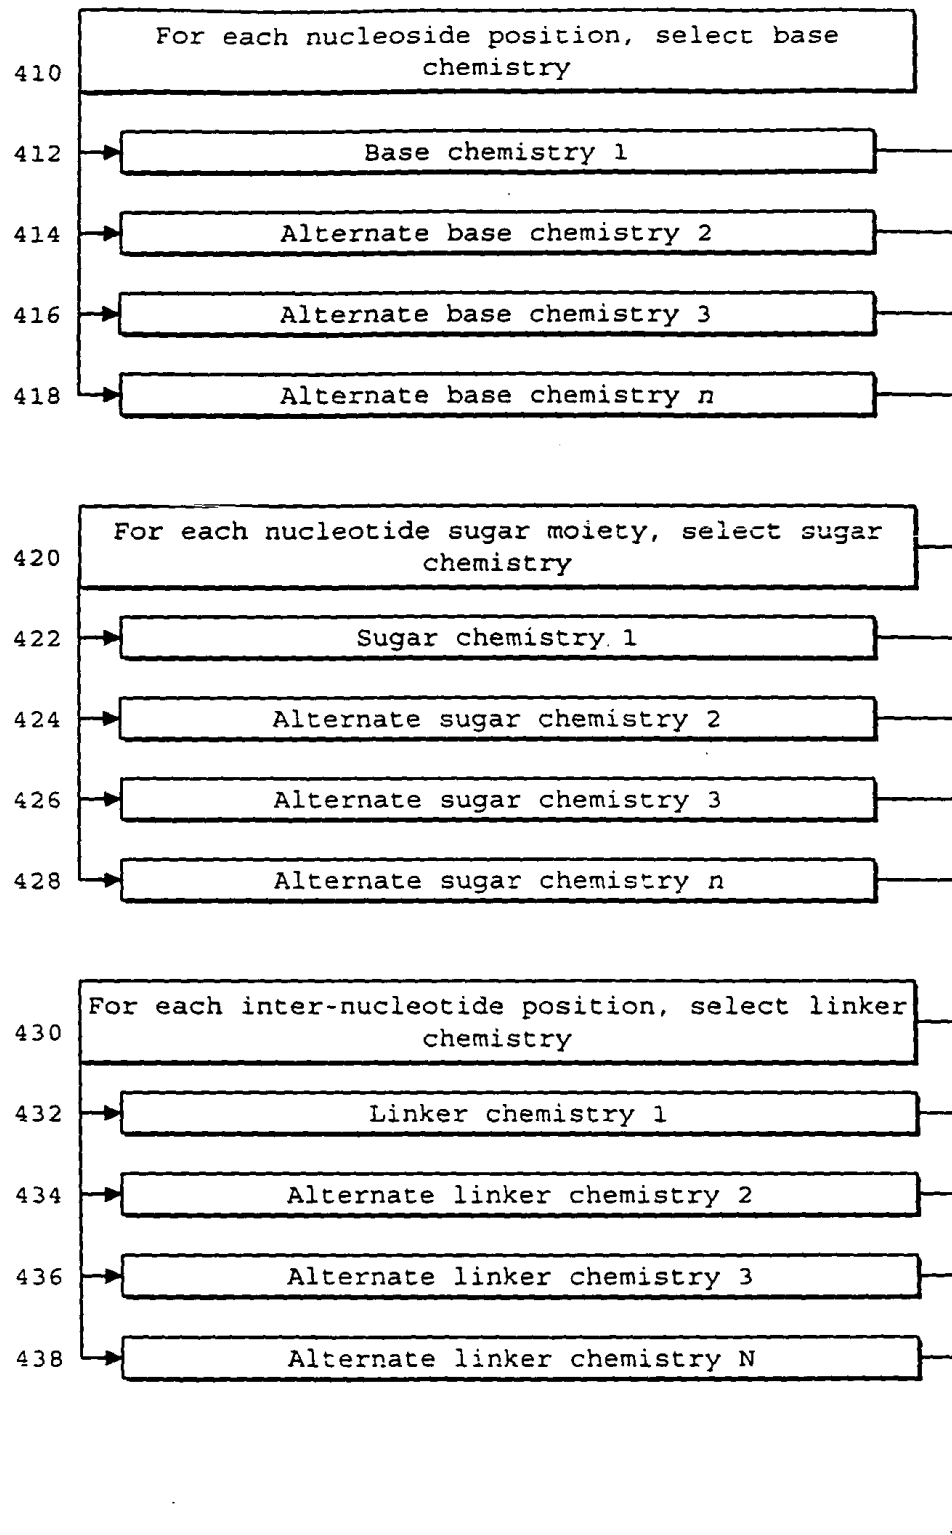 For each nucleoside position, select base
chemistry
410
412 Base chemistry 1
414 Alternate base chemistry 2
416 Alternate base chemistry 3
418 Alternate base chemistry n
For each nucleotide sugar moiety, select sugar
chemistry
420
422 Sugar chemistry 1
424 Alternate sugar chemistry 2
426 Alternate sugar chemistry 3
428 Alternate sugar chemistry n
For each inter-nucleotide position, select linker
chemistry
430
432 Linker chemistry 1
434 Alternate linker chemistry 2
436 Alternate linker chemistry 3
438 Alternate linker chemistry N